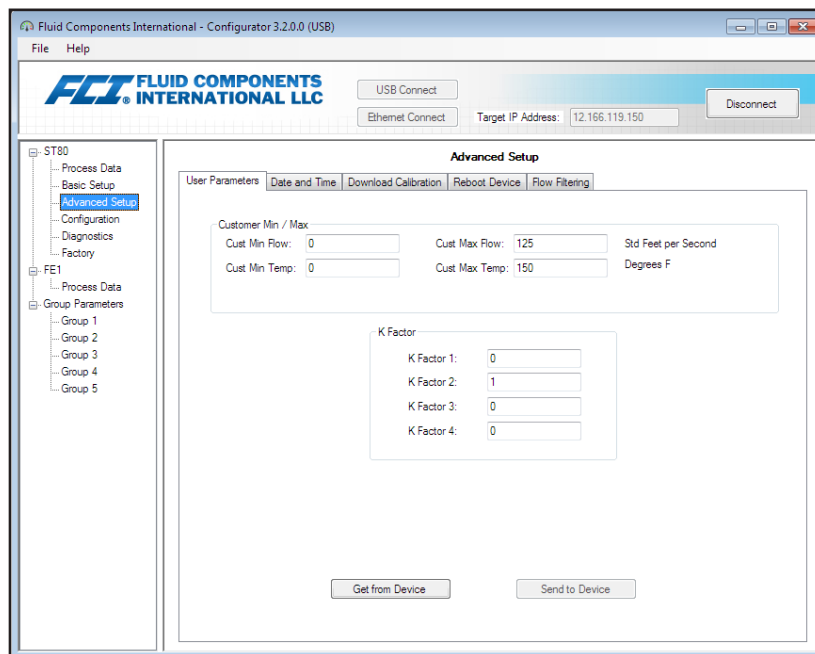 Fluid Components International - Configurator 3.2.0.0 (USB)
File Help
FCI® FLUID COMPONENTS
INTERNATIONAL LLC
USB Connect
Ethernet Connect
Target IP Address: 12.166.119.150
Disconnect
ST80
Process Data
Basic Setup
Advanced Setup
Configuration
Diagnostics
Factory
FE1
Process Data
Group Parameters
Group 1
Group 2
Group 3
Group 4
Group 5
Advanced Setup
User Parameters Date and Time Download Calibration Reboot Device Flow Filtering
Customer Min / Max
Cust Min Flow: 0 Cust Max Flow: 125 Std Feet per Second
Cust Min Temp: 0 Cust Max Temp: 150 Degrees F
K Factor
K Factor 1: 0
K Factor 2: 1
K Factor 3: 0
K Factor 4: 0
Get from Device Send to Device